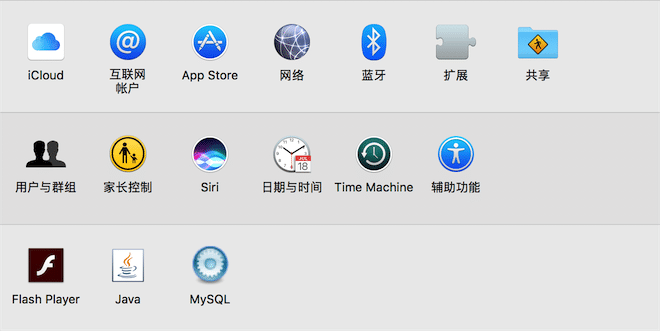 iCloud
互联网
帐户
App Store
网络
蓝牙
扩展
共享
用户与群组
家长控制
Siri
JUL
18
日期与时间
Time Machine
辅助功能
Flash Player
Java
MySQL